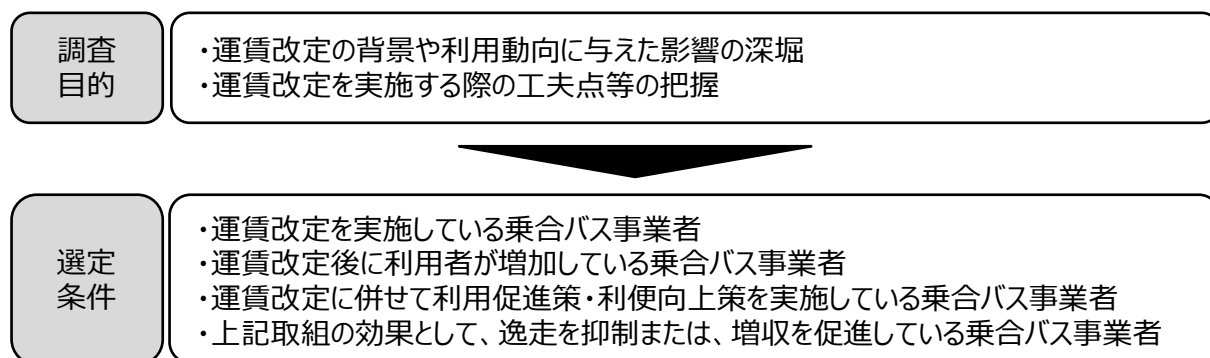 調査
目的
・運賃改定の背景や利用動向に与えた影響の深堀
・運賃改定を実施する際の工夫点等の把握
選定
条件
・運賃改定を実施している乗合バス事業者
・運賃改定後に利用者が増加している乗合バス事業者
・運賃改定に併せて利用促進策・利便向上策を実施している乗合バス事業者
・上記取組の効果として、逸走を抑制または、増収を促進している乗合バス事業者